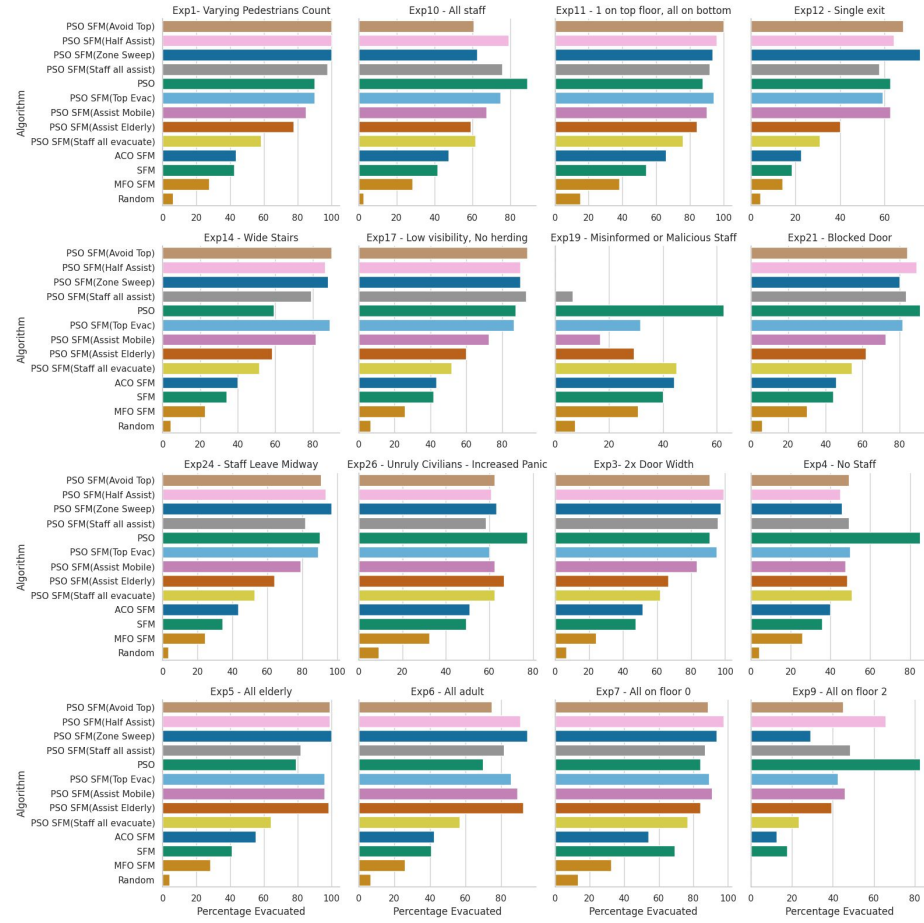 Exp1- Varying Pedestrians Count
Exp10 - All staff
Exp11 - 1 on top floor, all on bottom
Exp12 - Single exit
Algorithm
PSO SFM(Avoid Top)
PSO SFM(Half Assist)
PSO SFM(Zone Sweep)
PSO SFM(Staff all assist)
PSO
PSO SFM(Top Evac)
PSO SFM(Assist Mobile)
PSO SFM(Assist Elderly)
PSO SFM(Staff all evacuate)
ACO SFM
SFM
MFO SFM
Random
0 20 40 60 80 100
0 20 40 60 80
0 20 40 60 80 100
0 20 40 60
Exp14 - Wide Stairs
Exp17 - Low visibility, No herding
Exp19 - Misinformed or Malicious Staff
Exp21 - Blocked Door
Algorithm
PSO SFM(Avoid Top)
PSO SFM(Half Assist)
PSO SFM(Zone Sweep)
PSO SFM(Staff all assist)
PSO
PSO SFM(Top Evac)
PSO SFM(Assist Mobile)
PSO SFM(Assist Elderly)
PSO SFM(Staff all evacuate)
ACO SFM
SFM
MFO SFM
Random
0 20 40 60 80
0 20 40 60 80
0 20 40 60
0 20 40 60 80
Exp24 - Staff Leave Midway
Exp26 - Unruly Civilians - Increased Panic
Exp3- 2x Door Width
Exp4 - No Staff
Algorithm
PSO SFM(Avoid Top)
PSO SFM(Half Assist)
PSO SFM(Zone Sweep)
PSO SFM(Staff all assist)
PSO
PSO SFM(Top Evac)
PSO SFM(Assist Mobile)
PSO SFM(Assist Elderly)
PSO SFM(Staff all evacuate)
ACO SFM
SFM
MFO SFM
Random
0 20 40 60 80 100
0 20 40 60 80
0 20 40 60 80 100
0 20 40 60 80
Exp5 - All elderly
Exp6 - All adult
Exp7 - All on floor 0
Exp9 - All on floor 2
Algorithm
PSO SFM(Avoid Top)
PSO SFM(Half Assist)
PSO SFM(Zone Sweep)
PSO SFM(Staff all assist)
PSO
PSO SFM(Top Evac)
PSO SFM(Assist Mobile)
PSO SFM(Assist Elderly)
PSO SFM(Staff all evacuate)
ACO SFM
SFM
MFO SFM
Random
0 20 40 60 80 100
0 20 40 60 80 100
0 20 40 60 80 100
0 20 40 60 80
Percentage Evacuated
Percentage Evacuated
Percentage Evacuated
Percentage Evacuated